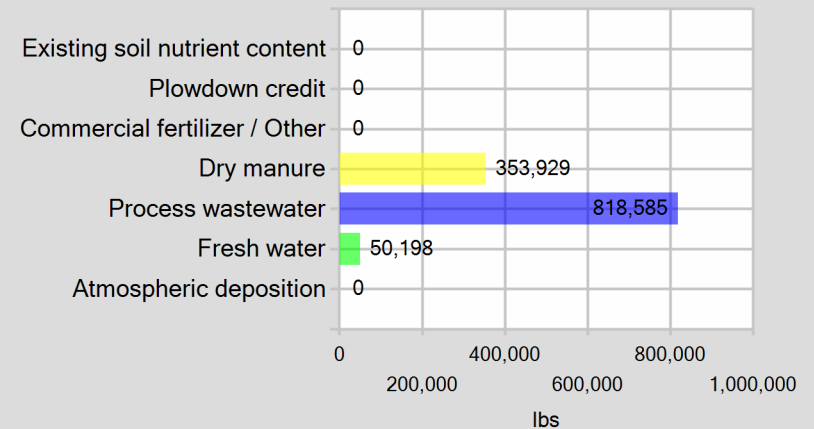 Existing soil nutrient content 0
Plowdown credit 0
Commercial fertilizer / Other 0
Dry manure 353,929
Process wastewater 818,585
Fresh water 50,198
Atmospheric deposition 0
0 400,000 800,000
200,000 600,000 1,000,000
lbs